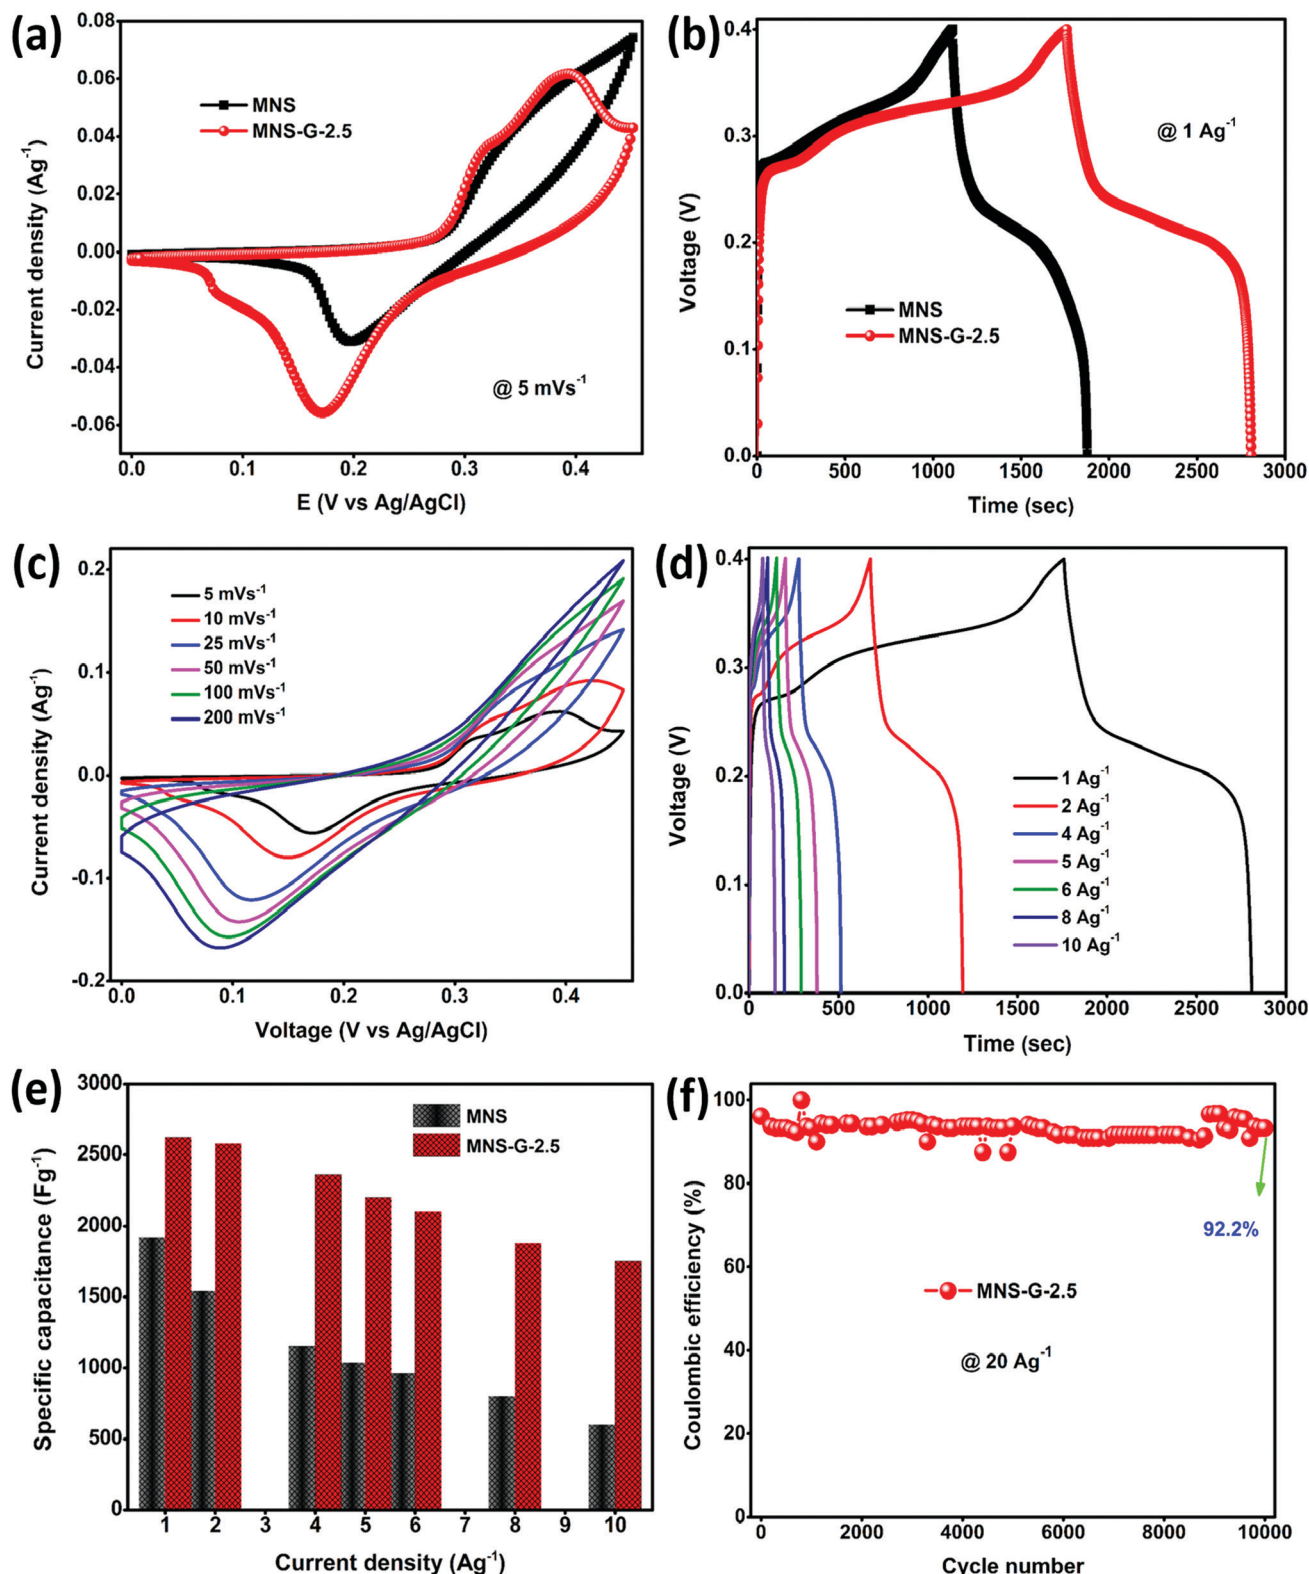 (a)
0.08
0.06
0.04
0.02
0.00
-0.02
-0.04
-0.06
Current density (Ag⁻¹)
MNS
MNS-G-2.5
@ 5 mVs⁻¹
0.0 0.1 0.2 0.3 0.4
E (V vs Ag/AgCl)
(b)
0.4
0.3
0.2
0.1
0.0
Voltage (V)
@ 1 Ag⁻¹
MNS
MNS-G-2.5
0 500 1000 1500 2000 2500 3000
Time (sec)
(c)
0.2
0.1
0.0
-0.1
-0.2
Current density (Ag⁻¹)
5 mVs⁻¹
10 mVs⁻¹
25 mVs⁻¹
50 mVs⁻¹
100 mVs⁻¹
200 mVs⁻¹
0.0 0.1 0.2 0.3 0.4
Voltage (V vs Ag/AgCl)
(d)
0.4
0.3
0.2
0.1
0.0
Voltage (V)
1 Ag⁻¹
2 Ag⁻¹
4 Ag⁻¹
5 Ag⁻¹
6 Ag⁻¹
8 Ag⁻¹
10 Ag⁻¹
0 500 1000 1500 2000 2500 3000
Time (sec)
(e)
3000
2500
2000
1500
1000
500
0
Specific capacitance (Fg⁻¹)
MNS
MNS-G-2.5
1 2 3 4 5 6 7 8 9 10
Current density (Ag⁻¹)
(f)
100
80
60
40
20
0
Coulombic efficiency (%)
92.2%
MNS-G-2.5
@ 20 Ag⁻¹
0 2000 4000 6000 8000 10000
Cycle number